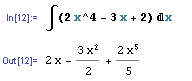 In[12]:= ∫(2 x^4 - 3 x + 2) ⅆx
Out[12]= 2 x - 3 x²/2 + 2 x⁵/5